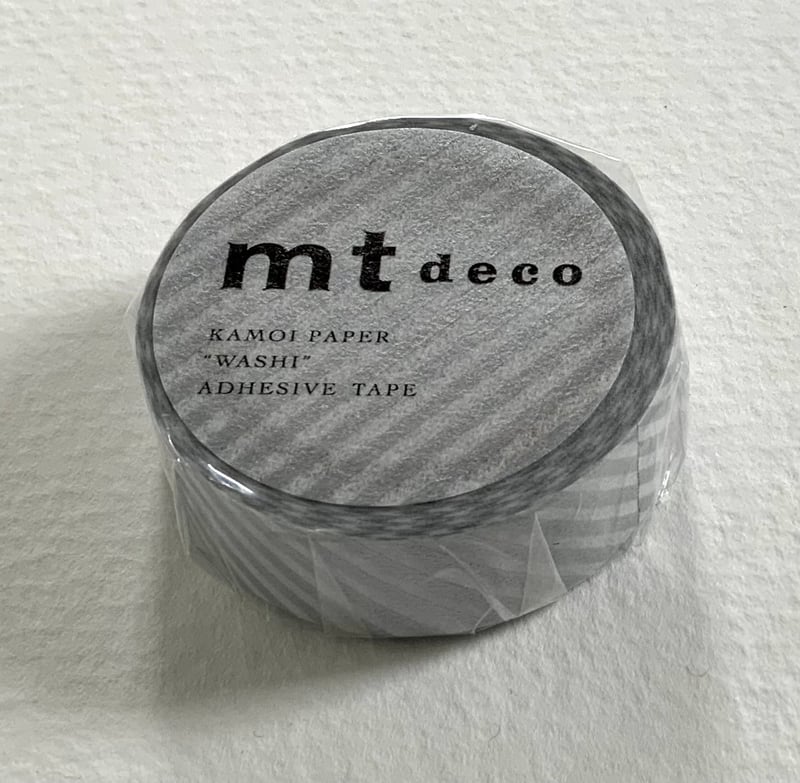 mt deco
KAMOI PAPER
"WASHI"
ADHESIVE TAPE